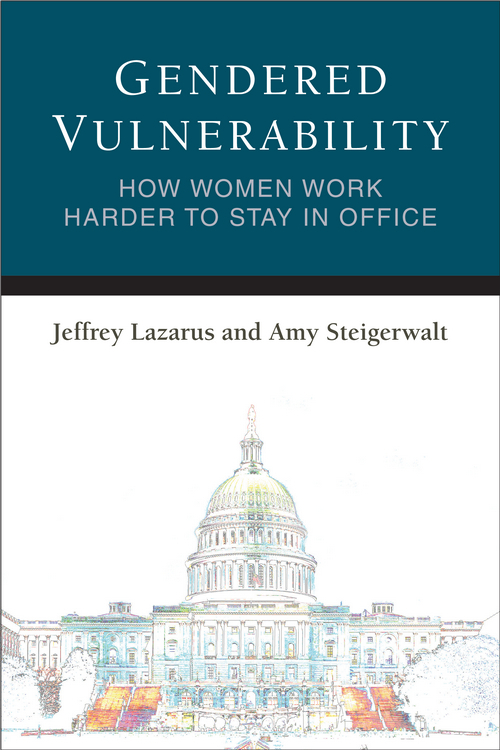 GENDERED
VULNERABILITY
HOW WOMEN WORK
HARDER TO STAY IN OFFICE
Jeffrey Lazarus and Amy Steigerwalt